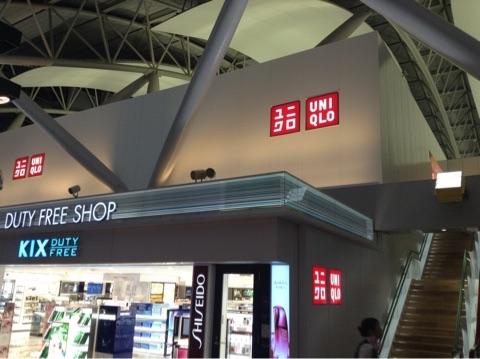 ユニ
クロ
UNI
QLO
ユニ
クロ
UNI
QLO
DUTY FREE SHOP
KIX DUTY FREE
SHISEIDO
ユニ
クロ
UNI
QLO